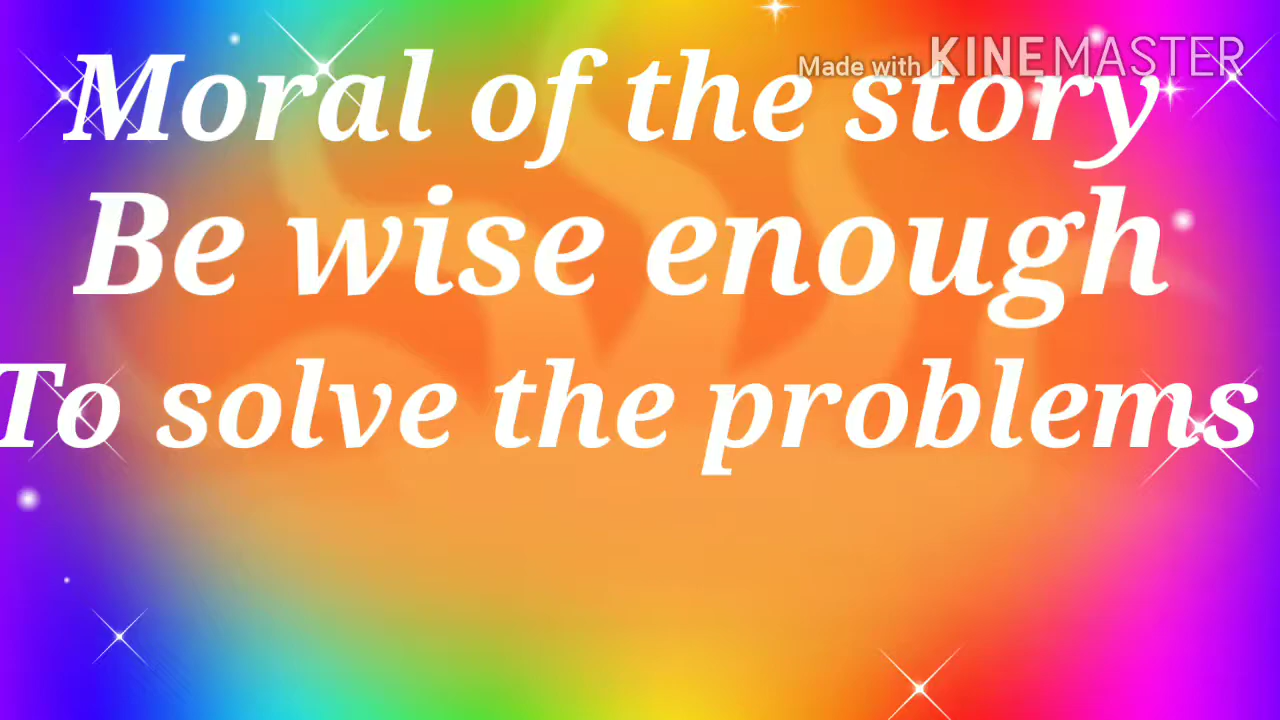 Made with KINEMASTER
Moral of the story
Be wise enough
To solve the problems